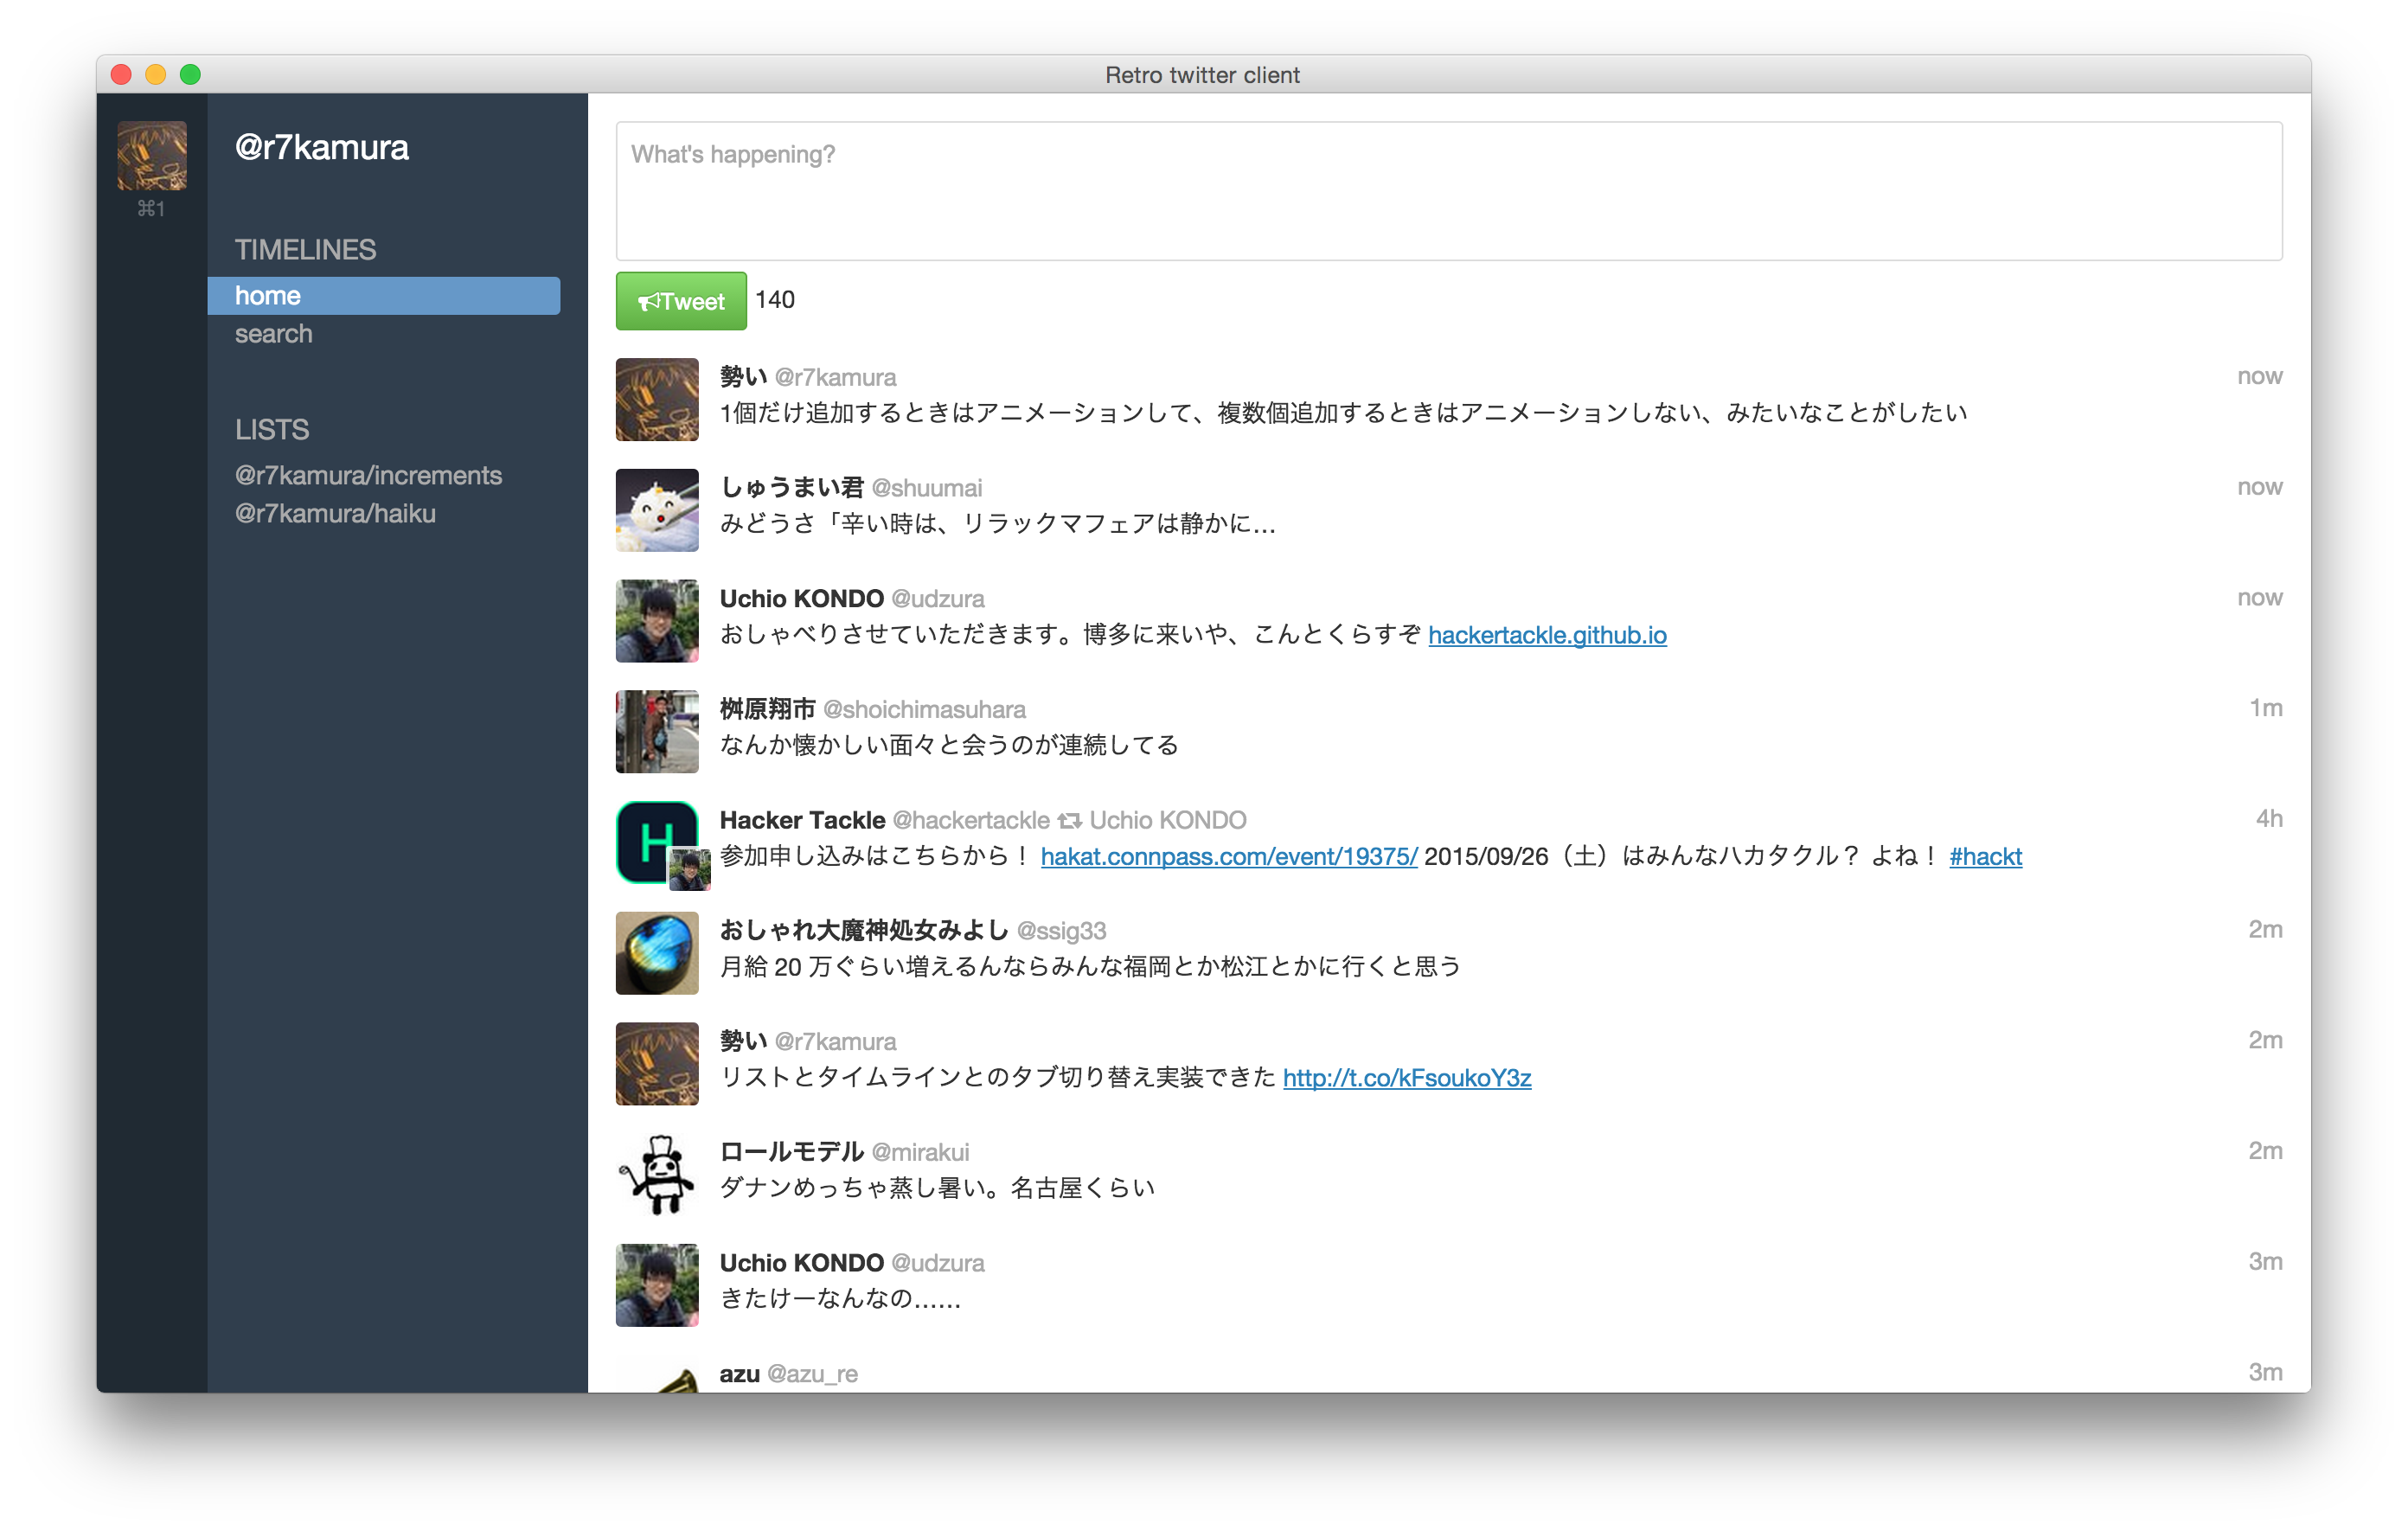 Retro twitter client
⌘1
@r7kamura
TIMELINES
home
search
LISTS
@r7kamura/increments
@r7kamura/haiku
What's happening?
Tweet 140
勢い @r7kamura now
1個だけ追加するときはアニメーションして、複数個追加するときはアニメーションしない、みたいなことがしたい
しゅうまい君 @shuumai now
みどうさ「辛い時は、リラックマフェアは静かに…
Uchio KONDO @udzura now
おしゃべりさせていただきます。博多に来いや、こんとくらすぞ hackertackle.github.io
桝原翔市 @shoichimasuhara 1m
なんか懐かしい面々と会うのが連続してる
Hacker Tackle @hackertackle Uchio KONDO 4h
H
参加申し込みはこちらから！ hakat.connpass.com/event/19375/ 2015/09/26（土）はみんなハカタクル？ よね！ #hackt
おしゃれ大魔神処女みよし @ssig33 2m
月給 20 万ぐらい増えるんならみんな福岡とか松江とかに行くと思う
勢い @r7kamura 2m
リストとタイムラインとのタブ切り替え実装できた http://t.co/kFsoukoY3z
ロールモデル @mirakui 2m
ダナンめっちゃ蒸し暑い。名古屋くらい
Uchio KONDO @udzura 3m
きたけーなんなの……
azu @azu_re 3m